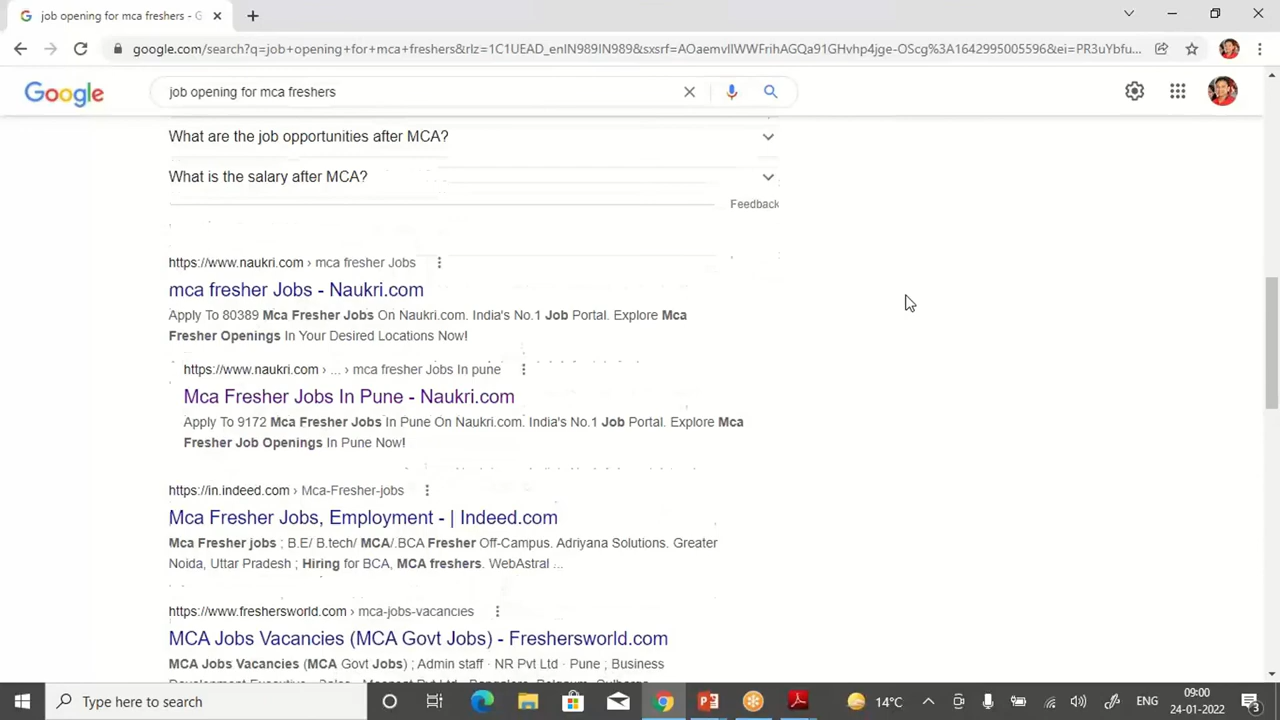 job opening for mca freshers - G
google.com/search?q=job+opening+for+mca+freshers&rlz=1C1UEAD_enIN989IN989&sxsrf=AOaemvIlWWFrihAGQa91GHvhp4jge-OScg%3A1642995005596&ei=PR3uYbfu...
Google
job opening for mca freshers
What are the job opportunities after MCA?
What is the salary after MCA?
Feedback
https://www.naukri.com › mca fresher Jobs
mca fresher Jobs - Naukri.com
Apply To 80389 Mca Fresher Jobs On Naukri.com. India's No.1 Job Portal. Explore Mca
Fresher Openings In Your Desired Locations Now!
https://www.naukri.com › ... › mca fresher Jobs In pune
Mca Fresher Jobs In Pune - Naukri.com
Apply To 9172 Mca Fresher Jobs In Pune On Naukri.com. India's No.1 Job Portal. Explore Mca
Fresher Job Openings In Pune Now!
https://in.indeed.com › Mca-Fresher-jobs
Mca Fresher Jobs, Employment - | Indeed.com
Mca Fresher jobs ; B.E/ B.tech/ MCA/.BCA Fresher Off-Campus. Adriyana Solutions. Greater
Noida, Uttar Pradesh ; Hiring for BCA, MCA freshers. WebAstral ...
https://www.freshersworld.com › mca-jobs-vacancies
MCA Jobs Vacancies (MCA Govt Jobs) - Freshersworld.com
MCA Jobs Vacancies (MCA Govt Jobs) ; Admin staff · NR Pvt Ltd · Pune ; Business
Type here to search
14°C
ENG
09:00
24-01-2022
3